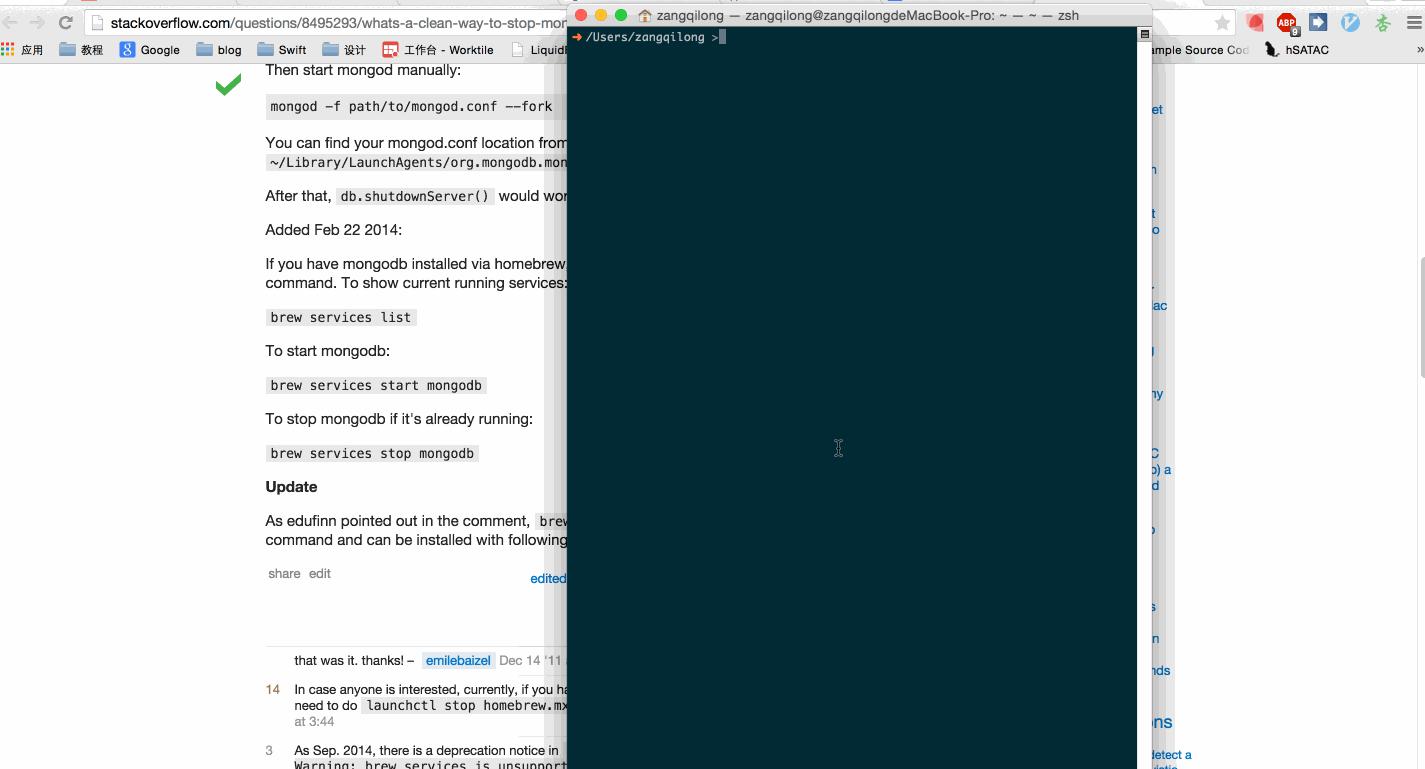 zangqilong — zangqilong@zangqilongdeMacBook-Pro: ~ — ~ — zsh
stackoverflow.com/questions/8495293/whats-a-clean-way-to-stop-mon
ABP
9
应用 教程 Google blog Swift 设计 工作台 - Worktile Liquid
ample Source Cod hSATAC »
/Users/zangqilong >
Then start mongod manually:
mongod -f path/to/mongod.conf --fork
You can find your mongod.conf location from
~/Library/LaunchAgents/org.mongodb.mon
After that, db.shutdownServer() would wor
Added Feb 22 2014:
If you have mongodb installed via homebrew,
command. To show current running services:
brew services list
To start mongodb:
brew services start mongodb
To stop mongodb if it's already running:
brew services stop mongodb
Update
As edufinn pointed out in the comment, brew
command and can be installed with following
share edit
edited
that was it. thanks! – emilebaizel Dec 14 '11
14 In case anyone is interested, currently, if you ha
need to do launchctl stop homebrew.mx
at 3:44
3 As Sep. 2014, there is a deprecation notice in
Warning: brew services is unsupport
et
ac
ny
nds
ons
detect a